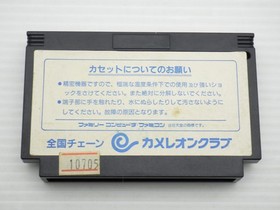 カセットについてのお願い
●精密機器ですので、極端な温度条件下での使用や強いショックをさけてください。また絶対に分解しないでください。
●端子部に手を触れたり、水にぬらしたりして汚さないようにしてください。故障の原因となります。
ファミリーコンピュータ ファミコン
全国チェーン カメレオンクラブ
10705